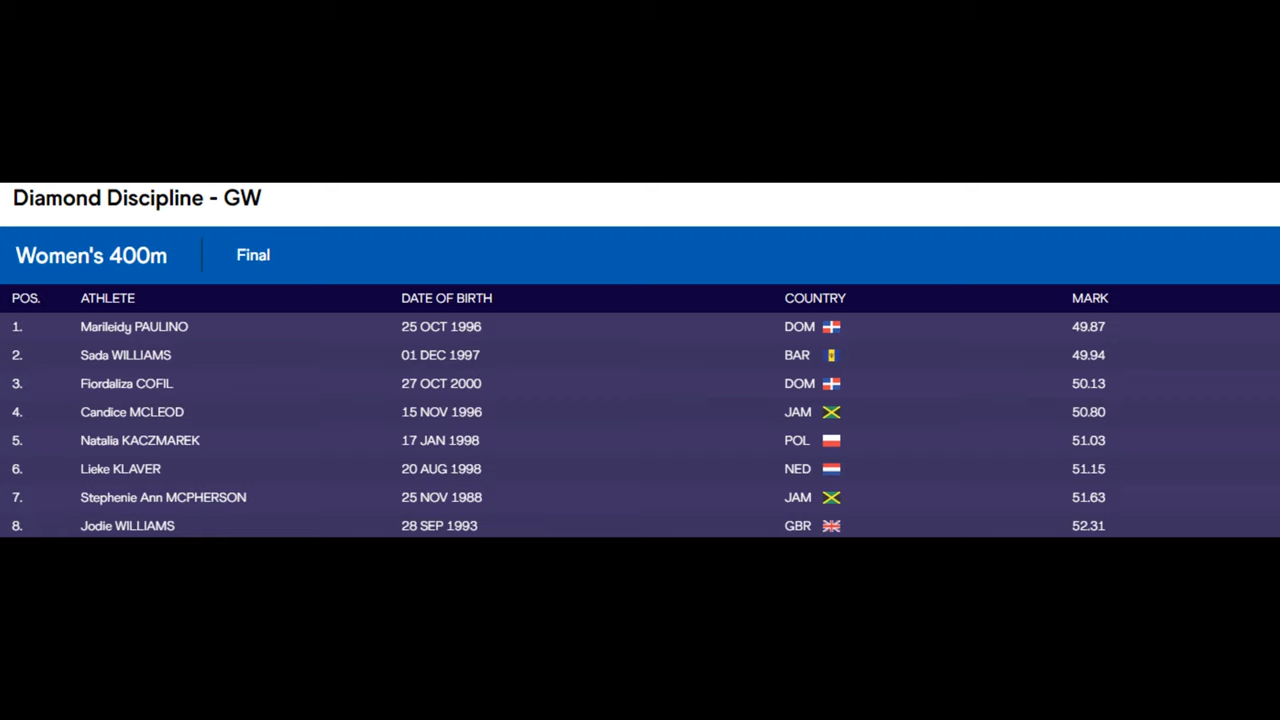 Diamond Discipline - GW
Women's 400m Final
POS. ATHLETE DATE OF BIRTH COUNTRY MARK
1. Marileidy PAULINO 25 OCT 1996 DOM 49.87
2. Sada WILLIAMS 01 DEC 1997 BAR 49.94
3. Fiordaliza COFIL 27 OCT 2000 DOM 50.13
4. Candice MCLEOD 15 NOV 1996 JAM 50.80
5. Natalia KACZMAREK 17 JAN 1998 POL 51.03
6. Lieke KLAVER 20 AUG 1998 NED 51.15
7. Stephenie Ann MCPHERSON 25 NOV 1988 JAM 51.63
8. Jodie WILLIAMS 28 SEP 1993 GBR 52.31